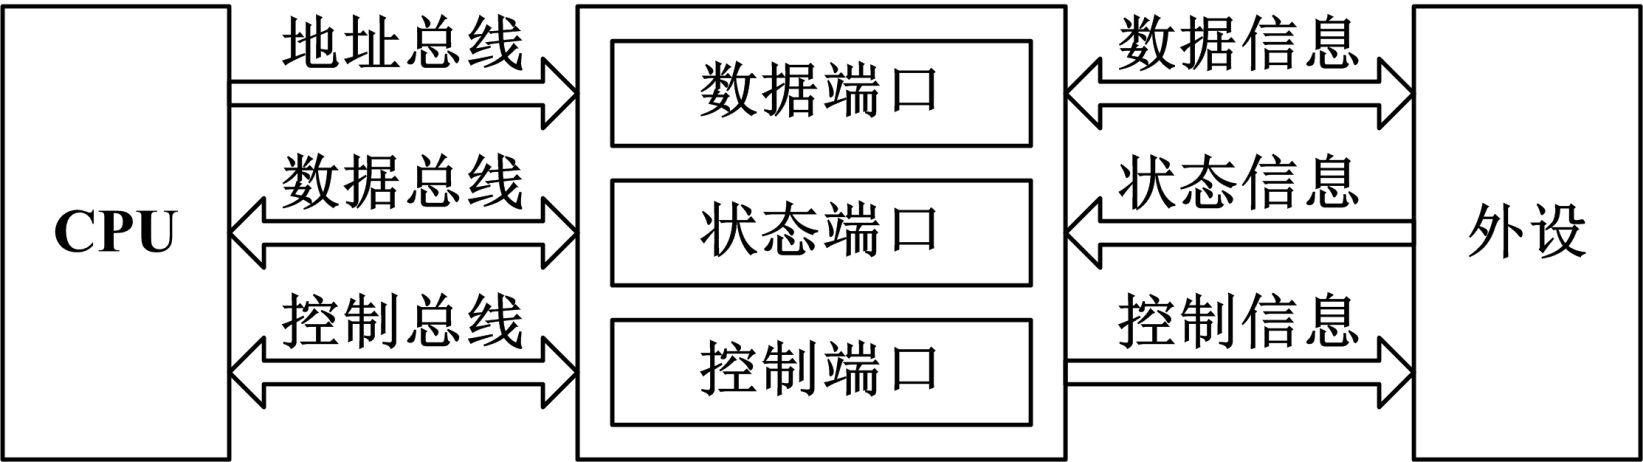 CPU
地址总线
数据总线
控制总线
数据端口
状态端口
控制端口
数据信息
状态信息
控制信息
外设